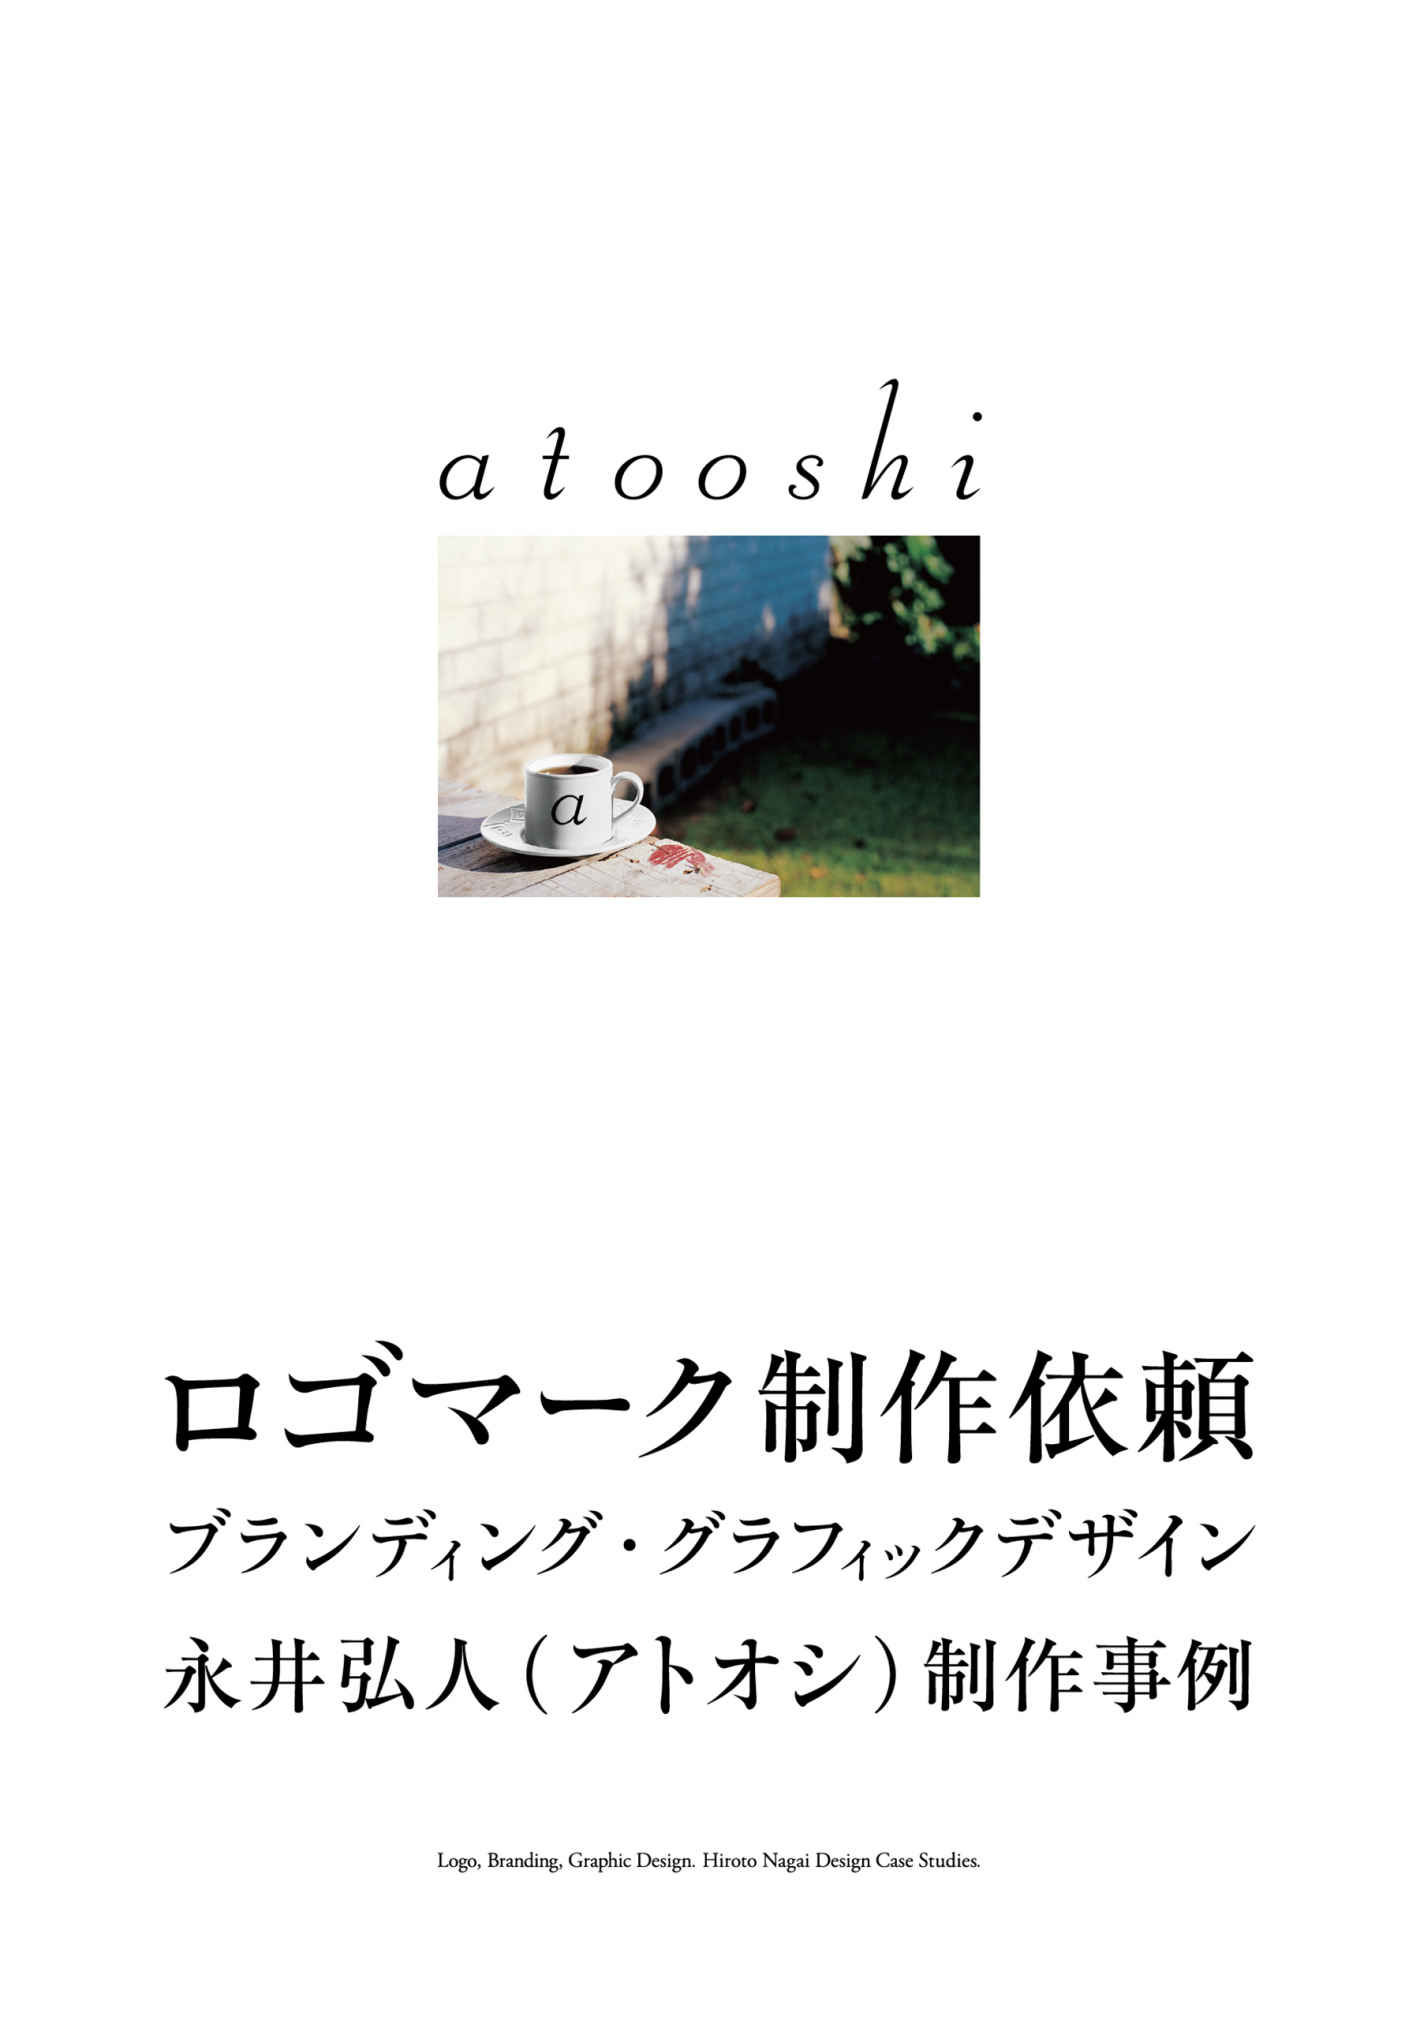 atooshi
a
ロゴマーク制作依頼
ブランディング・グラフィックデザイン
永井弘人(アトオシ)制作事例
Logo, Branding, Graphic Design. Hiroto Nagai Design Case Studies.